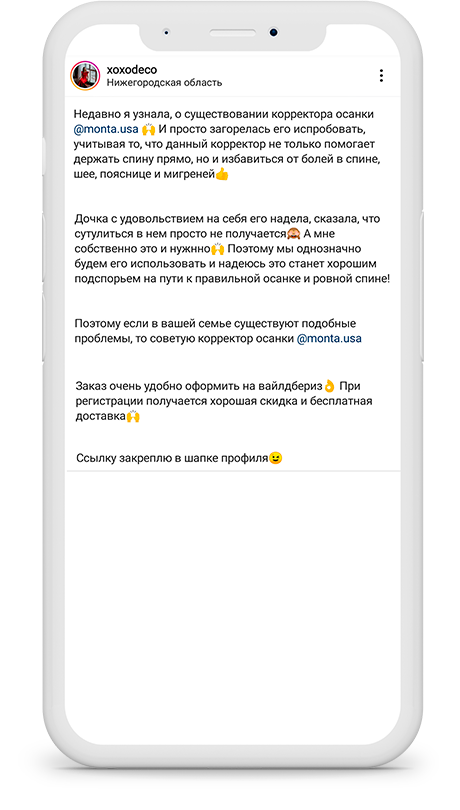 xoxodeco
Нижегородская область
Недавно я узнала, о существовании корректора осанки
@monta.usa 🙌 И просто загорелась его испробовать,
учитывая то, что данный корректор не только помогает
держать спину прямо, но и избавиться от болей в спине,
шее, пояснице и мигреней👍
Дочка с удовольствием на себя его надела, сказала, что
сутулиться в нем просто не получается🙈 А мне
собственно это и нужнно🙌 Поэтому мы однозначно
будем его использовать и надеюсь это станет хорошим
подспорьем на пути к правильной осанке и ровной спине!
Поэтому если в вашей семье существуют подобные
проблемы, то советую корректор осанки @monta.usa
Заказ очень удобно оформить на вайлдбериз👌 При
регистрации получается хорошая скидка и бесплатная
доставка🙌
Ссылку закреплю в шапке профиля😉